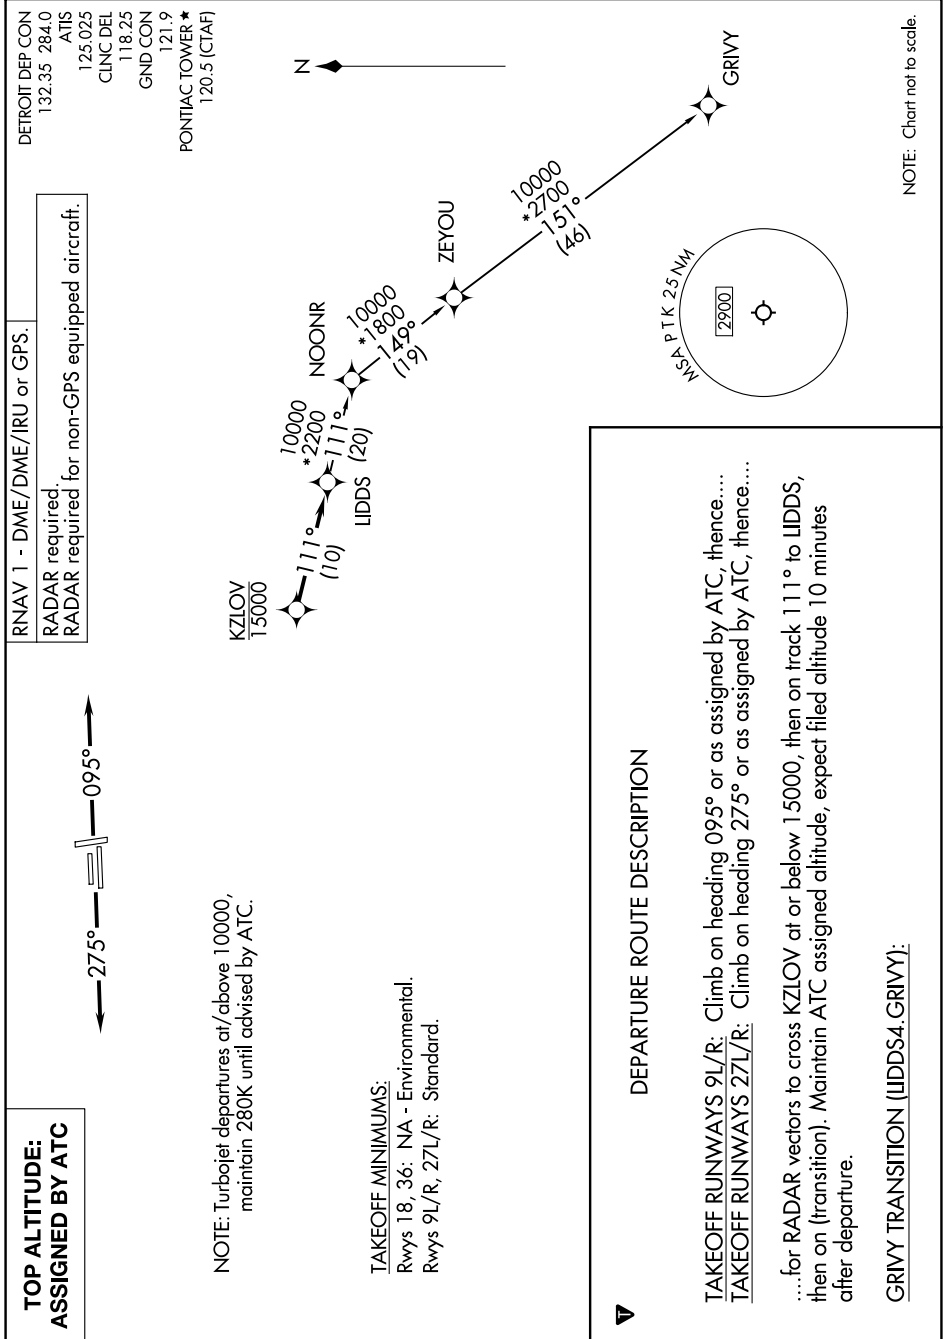 TOP ALTITUDE:
ASSIGNED BY ATC
275°
095°
RNAV 1 - DME/DME/IRU or GPS.
RADAR required.
RADAR required for non-GPS equipped aircraft.
DETROIT DEP CON
132.35 284.0
ATIS
125.025
CLNC DEL
118.25
GND CON
121.9
PONTIAC TOWER ★
120.5 (CTAF)
NOTE: Turbojet departures at/above 10000,
maintain 280K until advised by ATC.
TAKEOFF MINIMUMS:
Rwys 18, 36: NA - Environmental.
Rwys 9L/R, 27L/R: Standard.
KZLOV
15000
111°
(10)
LIDDS
10000
*2200
111°
(20)
NOONR
10000
*1800
149°
(19)
ZEYOU
10000
*2700
151°
(46)
GRIVY
N
MSA PTK 25 NM
2900
NOTE: Chart not to scale.
T
DEPARTURE ROUTE DESCRIPTION
TAKEOFF RUNWAYS 9L/R: Climb on heading 095° or as assigned by ATC, thence....
TAKEOFF RUNWAYS 27L/R: Climb on heading 275° or as assigned by ATC, thence....
....for RADAR vectors to cross KZLOV at or below 15000, then on track 111° to LIDDS,
then on (transition). Maintain ATC assigned altitude, expect filed altitude 10 minutes
after departure.
GRIVY TRANSITION (LIDDS4.GRIVY):